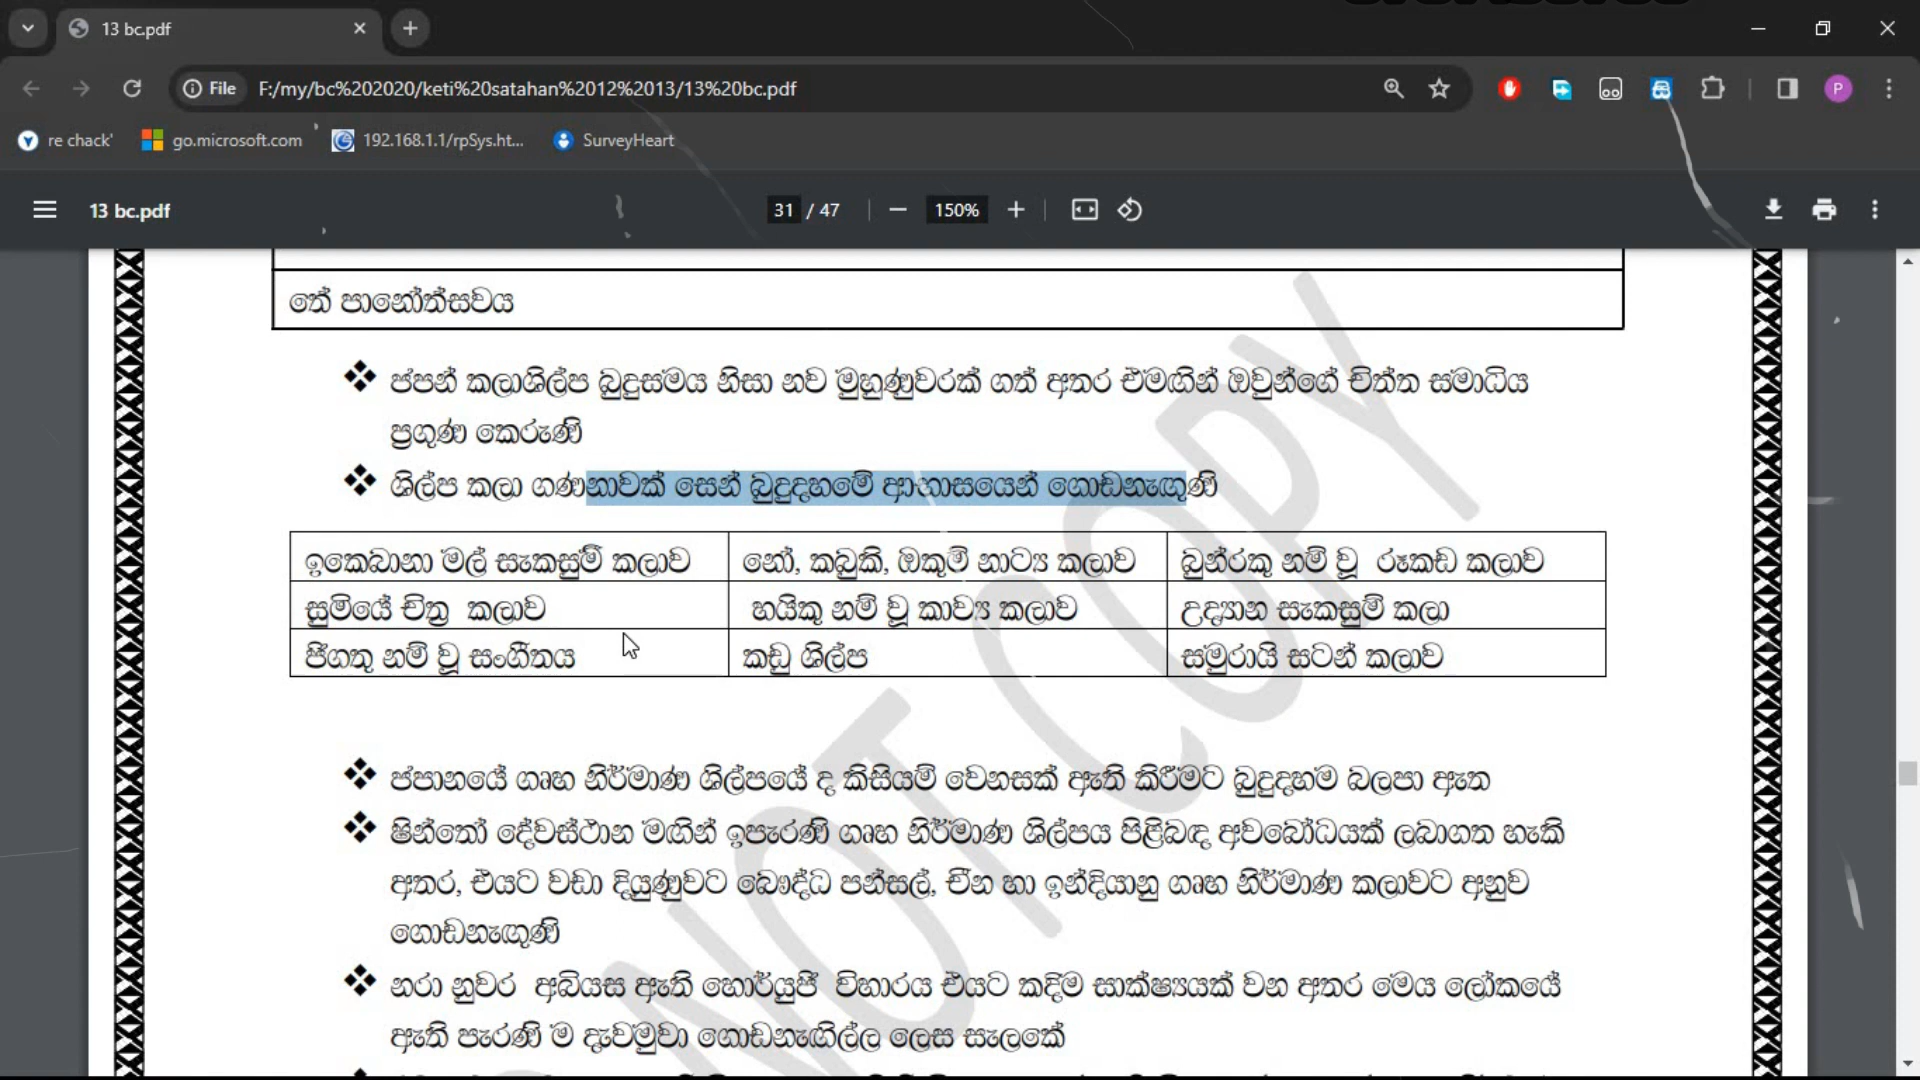 13 bc.pdf
File F:/my/bc%202020/keti%20satahan%2012%2013/13%20bc.pdf
P
re chack' go.microsoft.com 192.168.1.1/rpSys.ht... SurveyHeart
13 bc.pdf 31 / 47 150%
තේ පානෝත්සවය
ජපන් කලාශිල්ප බුදුසමය නිසා නව මුහුණුවරක් ගත් අතර එමඟින් ඔවුන්ගේ චිත්ත සමාධිය
ප්‍රගුණ කෙරුණි
ශිල්ප කලා ගණනාවක් සෙන් බුදුදහමේ ආභාසයෙන් ගොඩනැඟුණි
ඉකෙබානා මල් සැකසුම් කලාව නෝ, කබුකි, ඔකුම් නාට්‍ය කලාව බුන්රකු නම් වූ රූකඩ කලාව
සුමියේ චිත්‍ර කලාව හයිකු නම් වූ කාව්‍ය කලාව උද්‍යාන සැකසුම් කලා
ජීගතු නම් වූ සංගීතය කඩු ශිල්ප සමුරායි සටන් කලාව
ජපානයේ ගෘහ නිර්මාණ ශිල්පයේ ද කිසියම් වෙනසක් ඇති කිරීමට බුදුදහම බලපා ඇත
ෂින්තෝ දේවස්ථාන මඟින් ඉපැරණි ගෘහ නිර්මාණ ශිල්පය පිළිබඳ අවබෝධයක් ලබාගත හැකි
අතර, එයට වඩා දියුණුවට බෞද්ධ පන්සල්, චීන හා ඉන්දියානු ගෘහ නිර්මාණ කලාවට අනුව
ගොඩනැඟුණි
නරා නුවර අබියස ඇති හොර්යුජි විහාරය එයට කදිම සාක්ෂ්‍යයක් වන අතර මෙය ලෝකයේ
ඇති පැරණි ම දැවමුවා ගොඩනැඟිල්ල ලෙස සැලකේ
NOT COPY